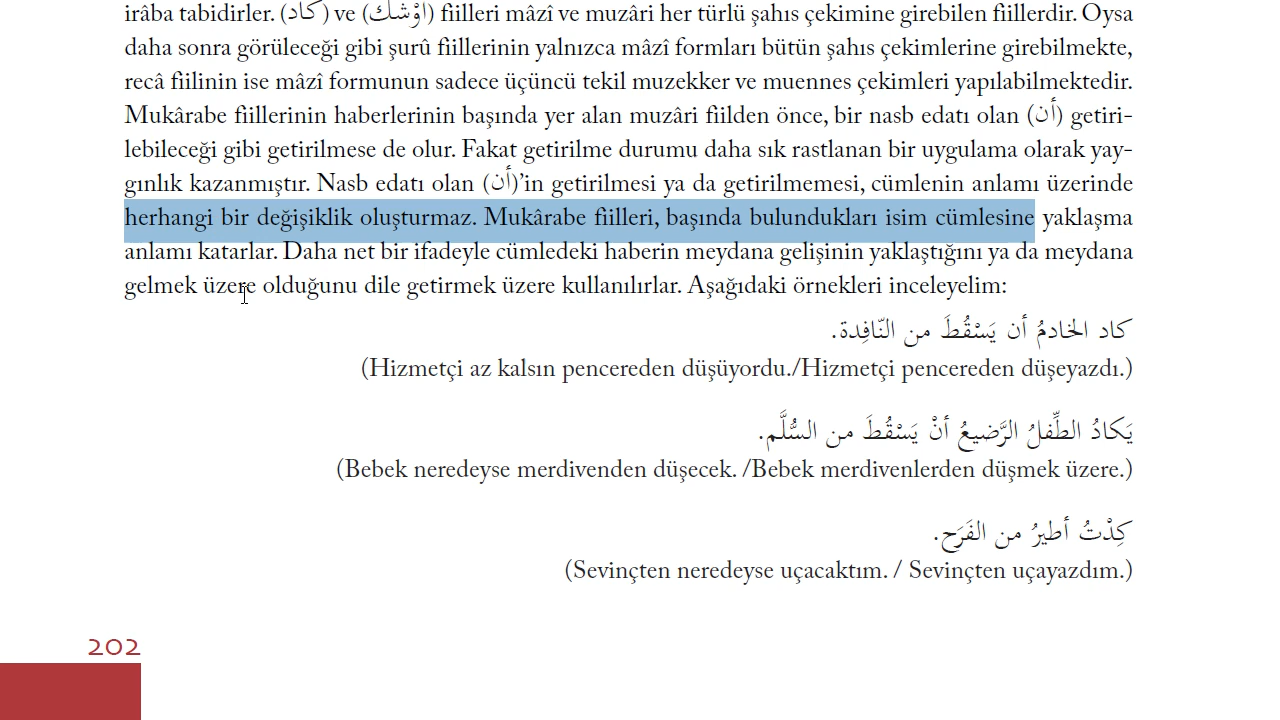 irâba tabidirler. (كَادَ) ve (أَوْشَكَ) fiilleri mâzî ve muzâri her türlü şahıs çekimine girebilen fiillerdir. Oysa
daha sonra görüleceği gibi şurû fiillerinin yalnızca mâzî formları bütün şahıs çekimlerine girebilmekte,
recâ fiilinin ise mâzî formunun sadece üçüncü tekil muzekker ve muennes çekimleri yapılabilmektedir.
Mukârabe fiillerinin haberlerinin başında yer alan muzâri fiilden önce, bir nasb edatı olan (أن) getiri-
lebileceği gibi getirilmese de olur. Fakat getirilme durumu daha sık rastlanan bir uygulama olarak yay-
gınlık kazanmıştır. Nasb edatı olan (أن)’in getirilmesi ya da getirilmemesi, cümlenin anlamı üzerinde
herhangi bir değişiklik oluşturmaz. Mukârabe fiilleri, başında bulundukları isim cümlesine yaklaşma
anlamı katarlar. Daha net bir ifadeyle cümledeki haberin meydana gelişinin yaklaştığını ya da meydana
gelmek üzere olduğunu dile getirmek üzere kullanılırlar. Aşağıdaki örnekleri inceleyelim:
كاد الخادمُ أن يَسْقُطَ من النّافِدة.
(Hizmetçi az kalsın pencereden düşüyordu./Hizmetçi pencereden düşeyazdı.)
يَكادُ الطِّفلُ الرَّضيعُ أنْ يَسْقُطَ من السُّلَّم.
(Bebek neredeyse merdivenden düşecek. /Bebek merdivenlerden düşmek üzere.)
كِدْتُ أطيرُ من الفَرَح.
(Sevinçten neredeyse uçacaktım. / Sevinçten uçayazdım.)
202